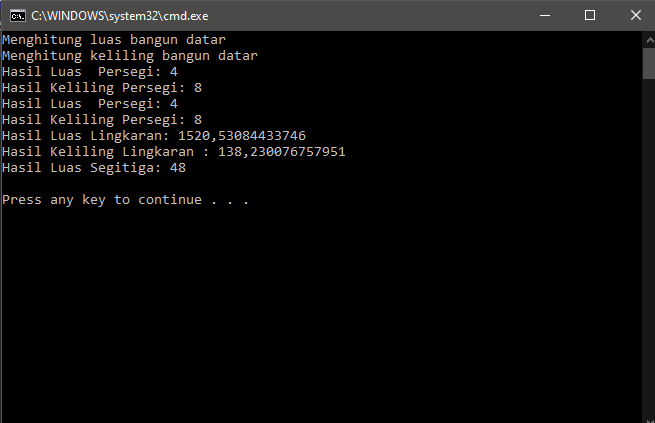 C:\WINDOWS\system32\cmd.exe
Menghitung luas bangun datar
Menghitung keliling bangun datar
Hasil Luas  Persegi: 4
Hasil Keliling Persegi: 8
Hasil Luas  Persegi: 4
Hasil Keliling Persegi: 8
Hasil Luas Lingkaran: 1520,53084433746
Hasil Keliling Lingkaran : 138,230076757951
Hasil Luas Segitiga: 48
Press any key to continue . . .